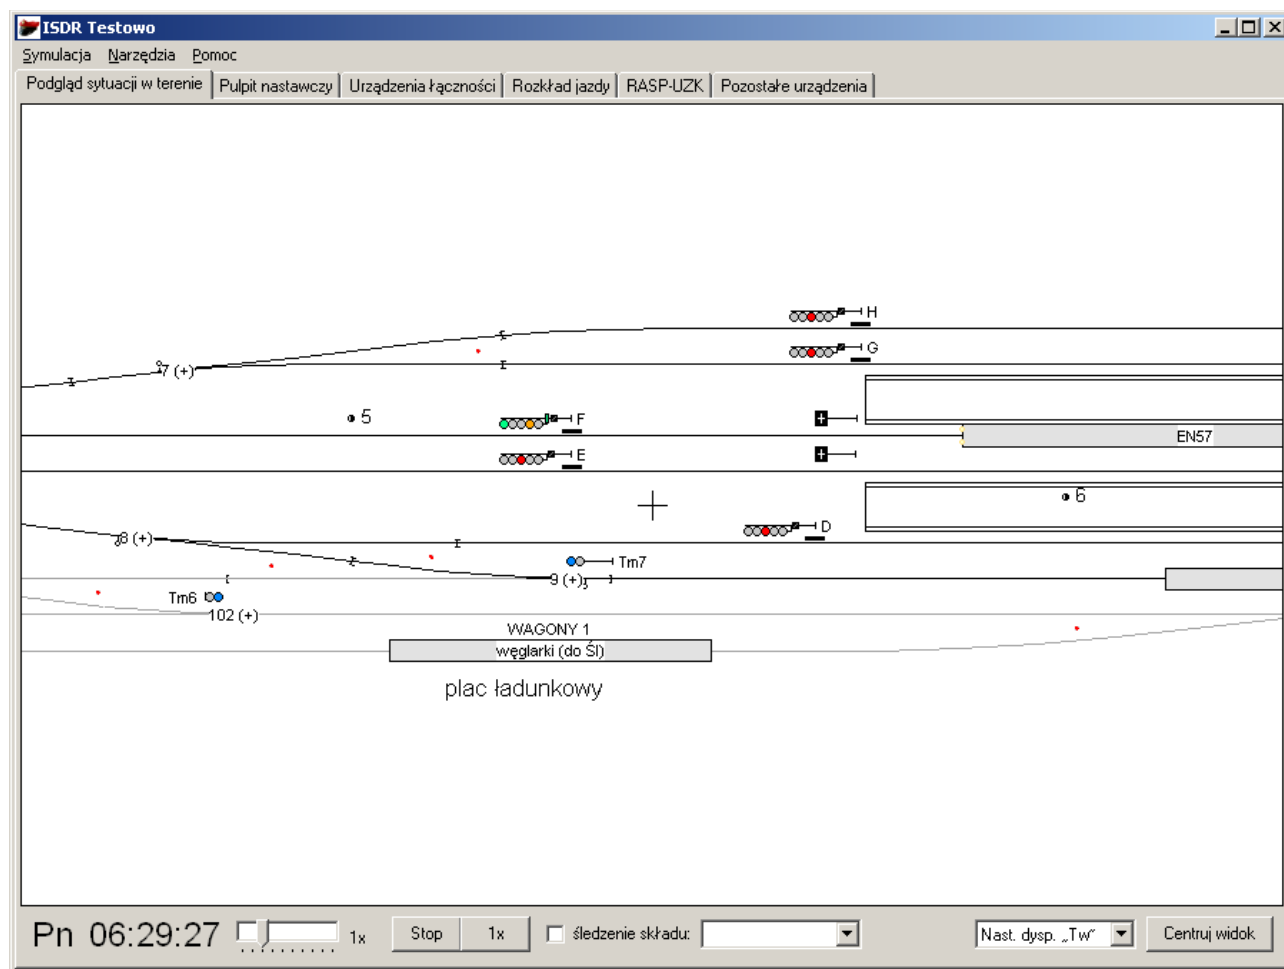 ISDR Testowo
Symulacja Narzędzia Pomoc
Podgląd sytuacji w terenie Pulpit nastawczy Urządzenia łączności Rozkład jazdy RASP-UZK Pozostałe urządzenia
H
G
7 (+)
5
F
EN57
E
6
D
8 (+)
Tm7
9 (+)
Tm6
102 (+)
WAGONY 1
węglarki (do Śl)
plac ładunkowy
Pn 06:29:27 1x Stop 1x śledzenie składu: Nast. dysp. „Tw” Centruj widok